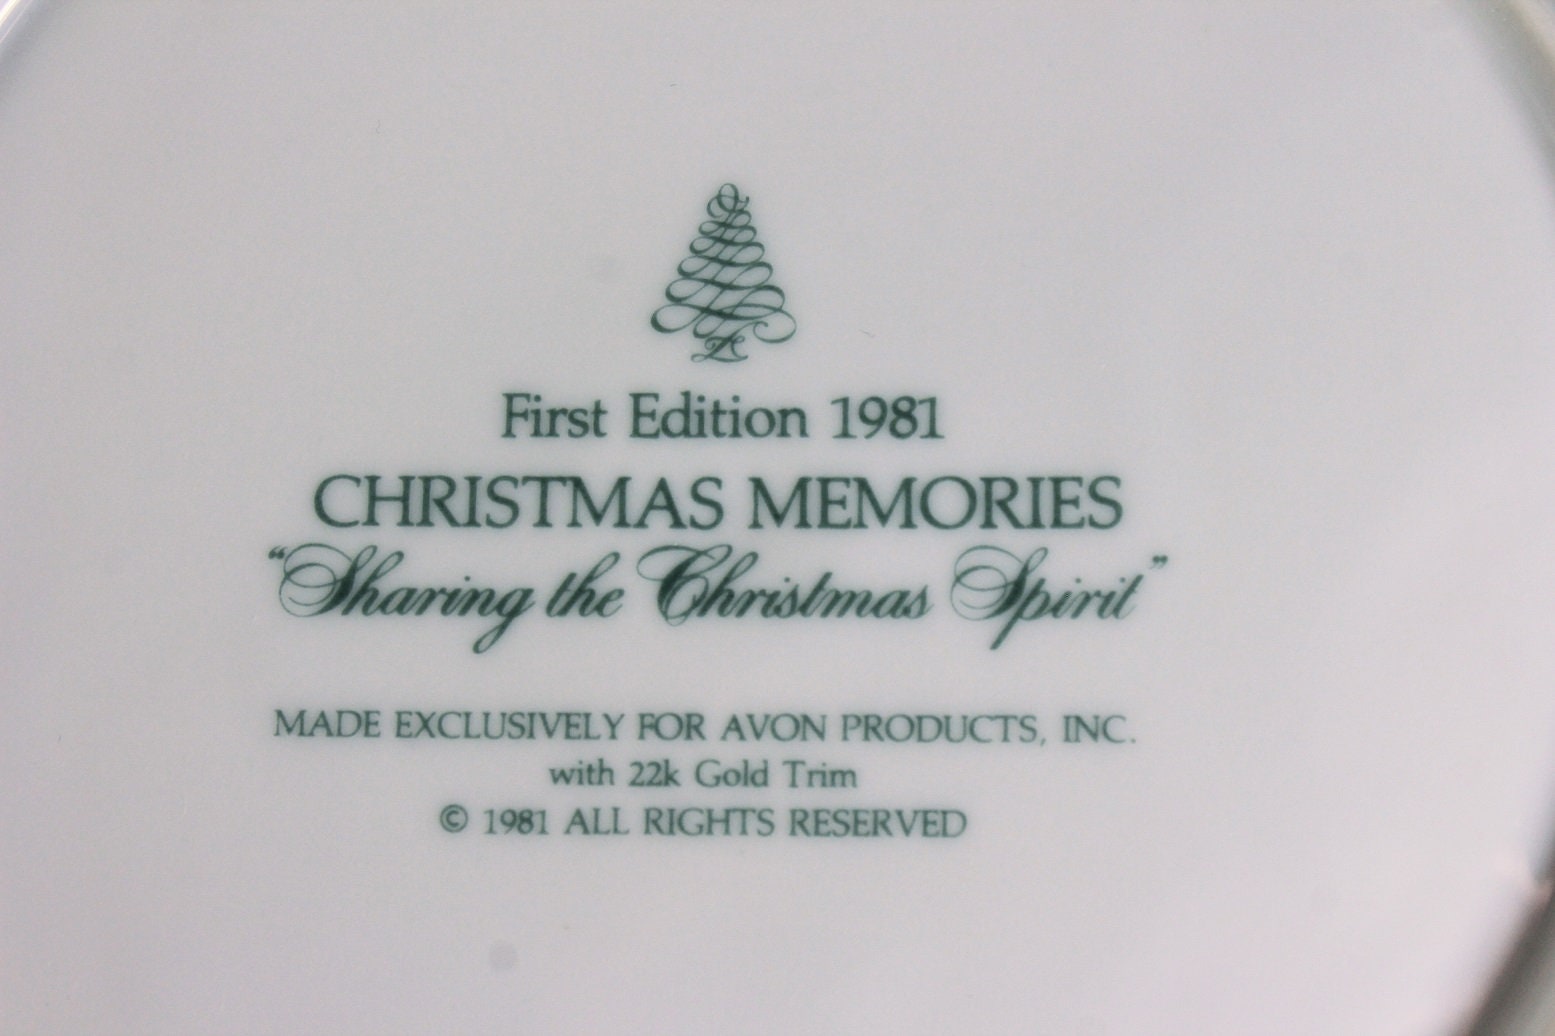 First Edition 1981
CHRISTMAS MEMORIES
“Sharing the Christmas Spirit”
MADE EXCLUSIVELY FOR AVON PRODUCTS, INC.
with 22k Gold Trim
© 1981 ALL RIGHTS RESERVED